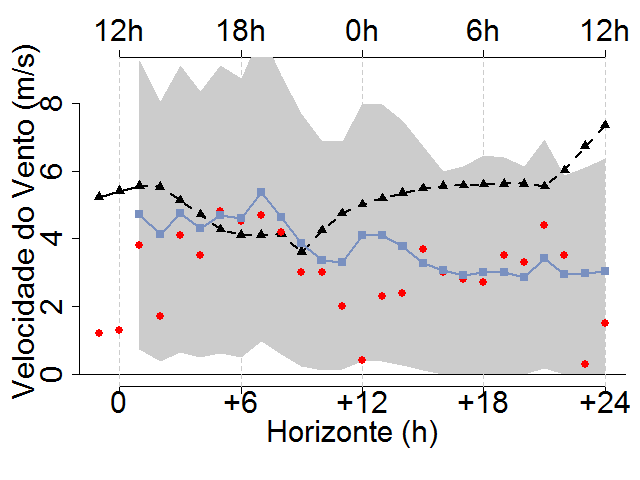 12h 18h 0h 6h 12h
Velocidade do Vento (m/s)
8
6
4
2
0
0 +6 +12 +18 +24
Horizonte (h)